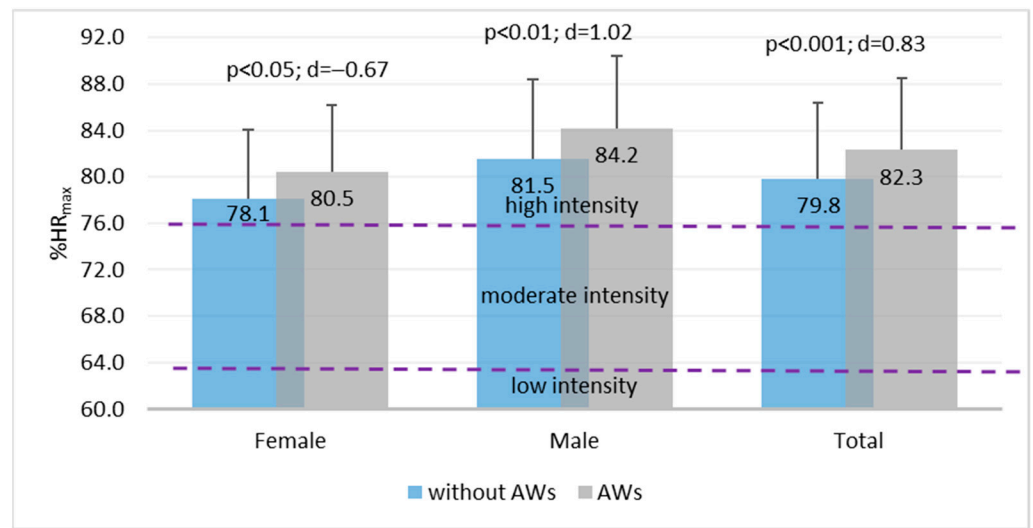 92.0
88.0
84.0
80.0
76.0
72.0
68.0
64.0
60.0
%HRmax
p<0.05; d=−0.67
p<0.01; d=1.02
p<0.001; d=0.83
78.1
80.5
81.5
84.2
79.8
82.3
high intensity
moderate intensity
low intensity
Female
Male
Total
without AWs
AWs